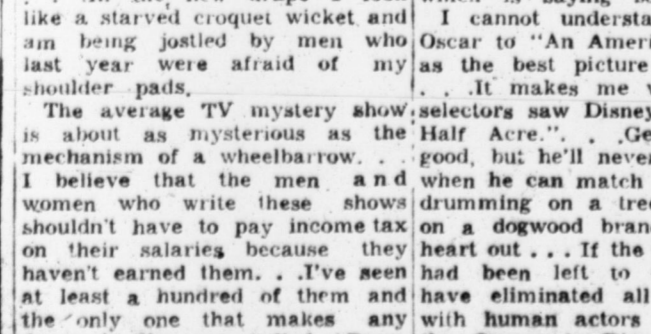 like a starved croquet wicket and
am being jostled by men who
last year were afraid of my
shoulder pads.
The average TV mystery show
is about as mysterious as the
mechanism of a wheelbarrow. . .
I believe that the men and
women who write these shows
shouldn't have to pay income tax
on their salaries because they
haven't earned them. . .I've seen
at least a hundred of them and
the only one that makes any
I cannot understa
Oscar to "An Ameri
as the best picture
. . .It makes me
selectors saw Disney
Half Acre.". . .Ge
good, but he'll never
when he can match
drumming on a tree
on a dogwood bran
heart out . . . If the
had been left to
have eliminated all
with human actors